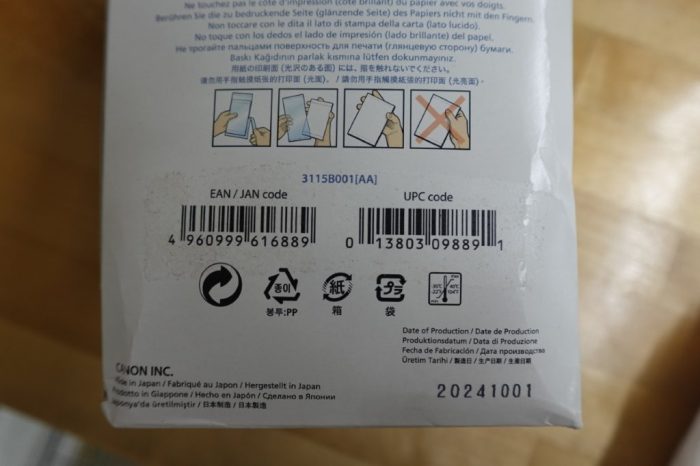 Ne touchez pas le côté d'impression (côté brillant) du papier avec vos doigts.
Berühren Sie die zu bedruckende Seite (glänzende Seite) des Papiers nicht mit den Fingern.
Non toccare con le dita il lato di stampa della carta (lato lucido).
No toque con los dedos el lado de impresión (lado brillante) del papel.
Не трогайте пальцами поверхность для печати (глянцевую сторону) бумаги.
Baskı Kağıdının parlak kısmına lütfen dokunmayınız.
用紙の印刷面（光沢のある面）には、指を触れないでください。
請勿用手指觸摸紙張的打印面（光面）。/ 請勿用手指觸摸紙張的打印面（光亮面）。
3115B001[AA]
EAN / JAN code
UPC code
4 960999 616889
0 13803 09889 1
종이
紙
プラ
봉투:PP
箱
袋
Date of Production / Date de Production
Produktionsdatum / Data di Produzione
Fecha de Fabricación / Дата производства
Üretim Tarihi / 製造日 / 生产日期 / 生産日期
CANON INC.
Made in Japan / Fabriqué au Japon / Hergestellt in Japan
Prodotto in Giappone / Hecho en Japón / Сделано в Японии
Japonya'da üretilmiştir / 日本制造 / 日本製造
20241001